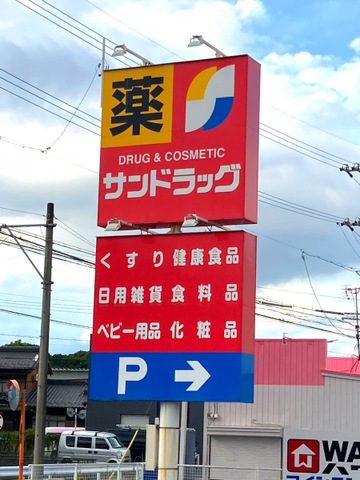 薬
DRUG & COSMETIC
サンドラッグ
くすり 健康食品
日用雑貨 食料品
ベビー用品 化粧品
P →
WA